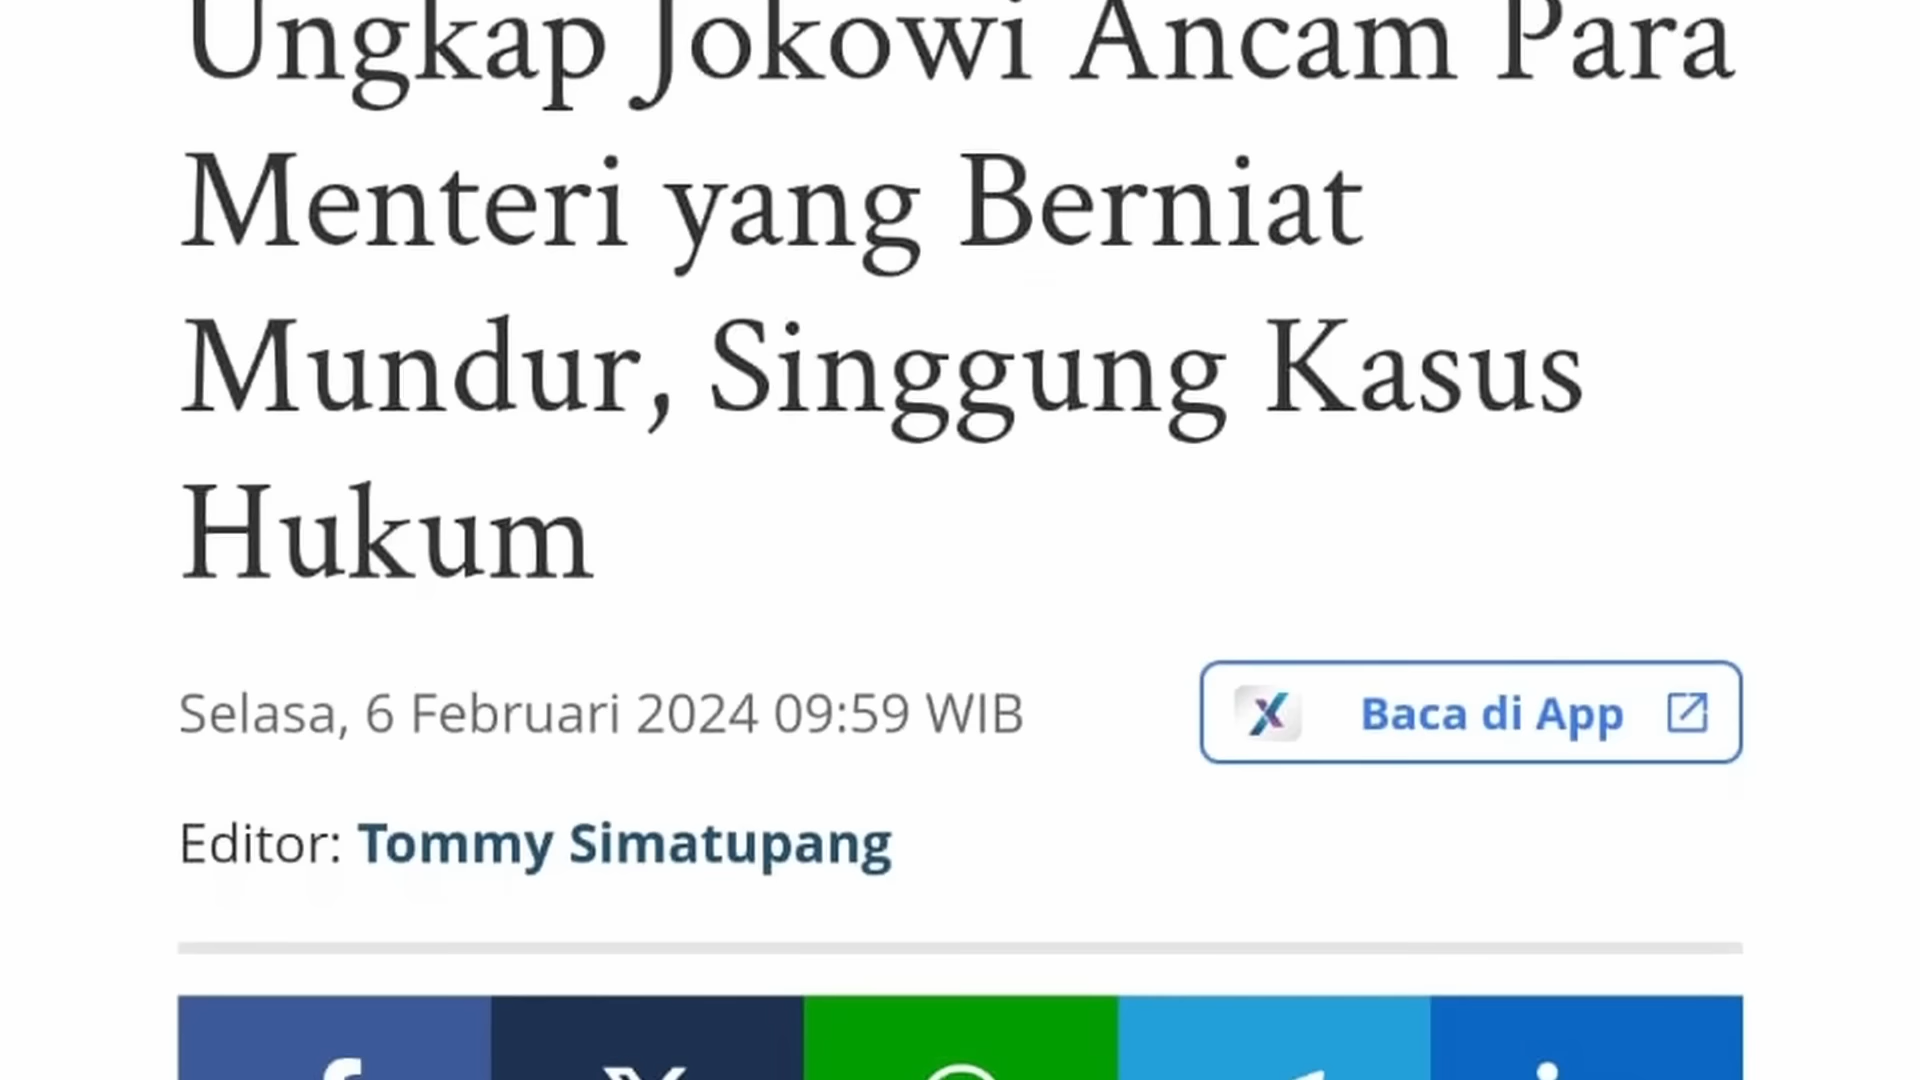 Ungkap Jokowi Ancam Para
Menteri yang Berniat
Mundur, Singgung Kasus
Hukum
Selasa, 6 Februari 2024 09:59 WIB
Baca di App
Editor: Tommy Simatupang